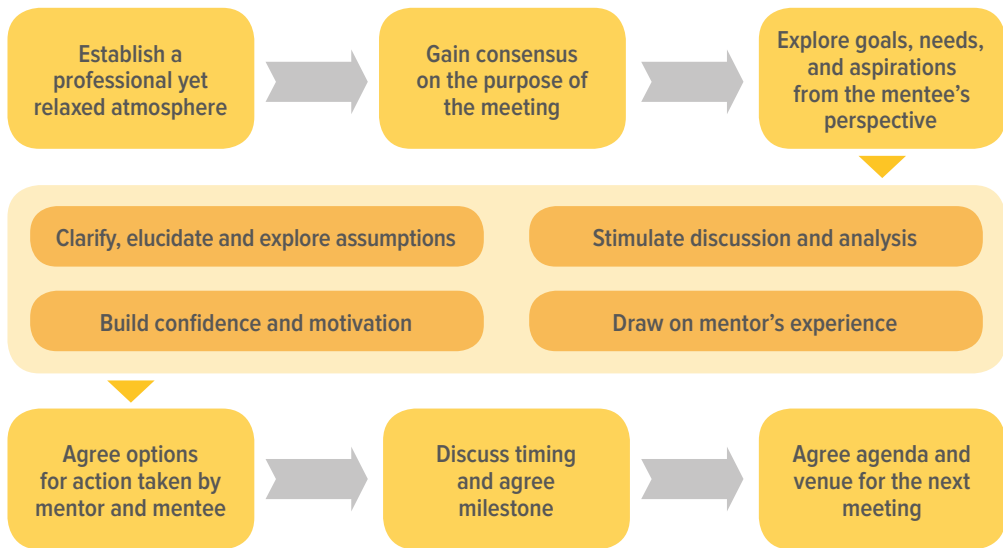 Establish a
professional yet
relaxed atmosphere
Gain consensus
on the purpose of
the meeting
Explore goals, needs,
and aspirations
from the mentee’s
perspective
Clarify, elucidate and explore assumptions
Stimulate discussion and analysis
Build confidence and motivation
Draw on mentor’s experience
Agree options
for action taken by
mentor and mentee
Discuss timing
and agree
milestone
Agree agenda and
venue for the next
meeting